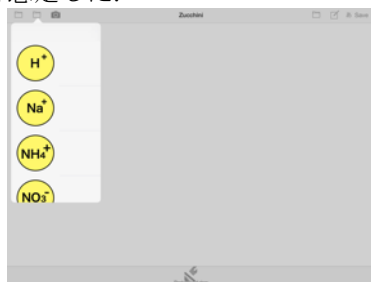 Zucchini
Save
H⁺
Na⁺
NH₄⁺
NO₃⁻